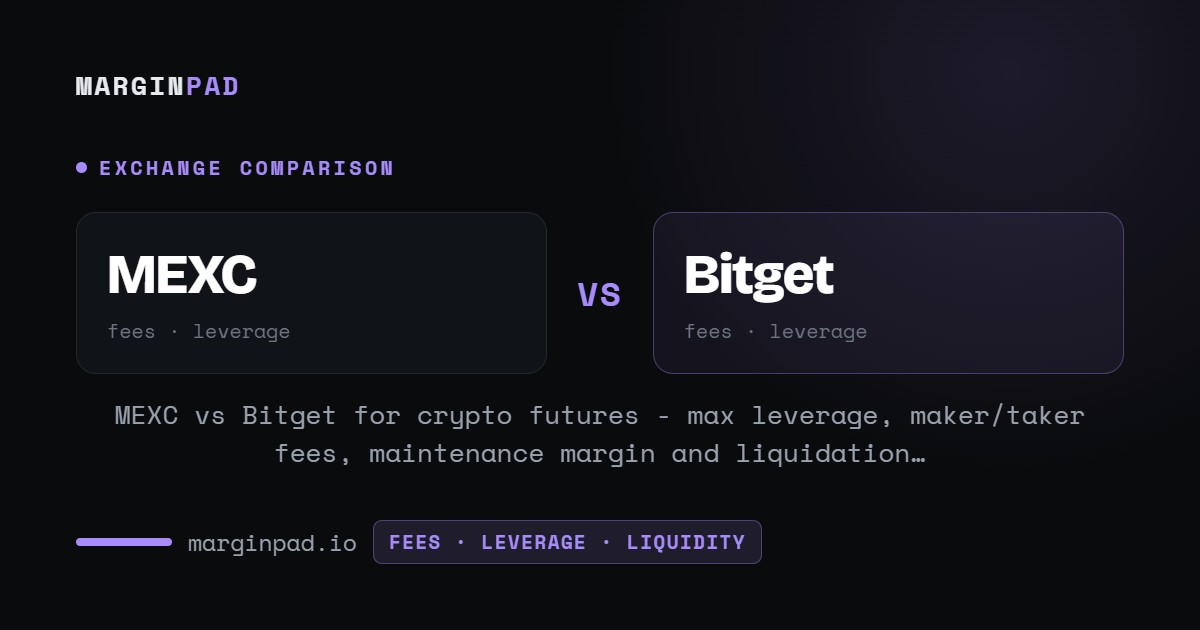 MARGINPAD
EXCHANGE COMPARISON
MEXC
fees · leverage
VS
Bitget
fees · leverage
MEXC vs Bitget for crypto futures - max leverage, maker/taker
fees, maintenance margin and liquidation…
marginpad.io
FEES · LEVERAGE · LIQUIDITY